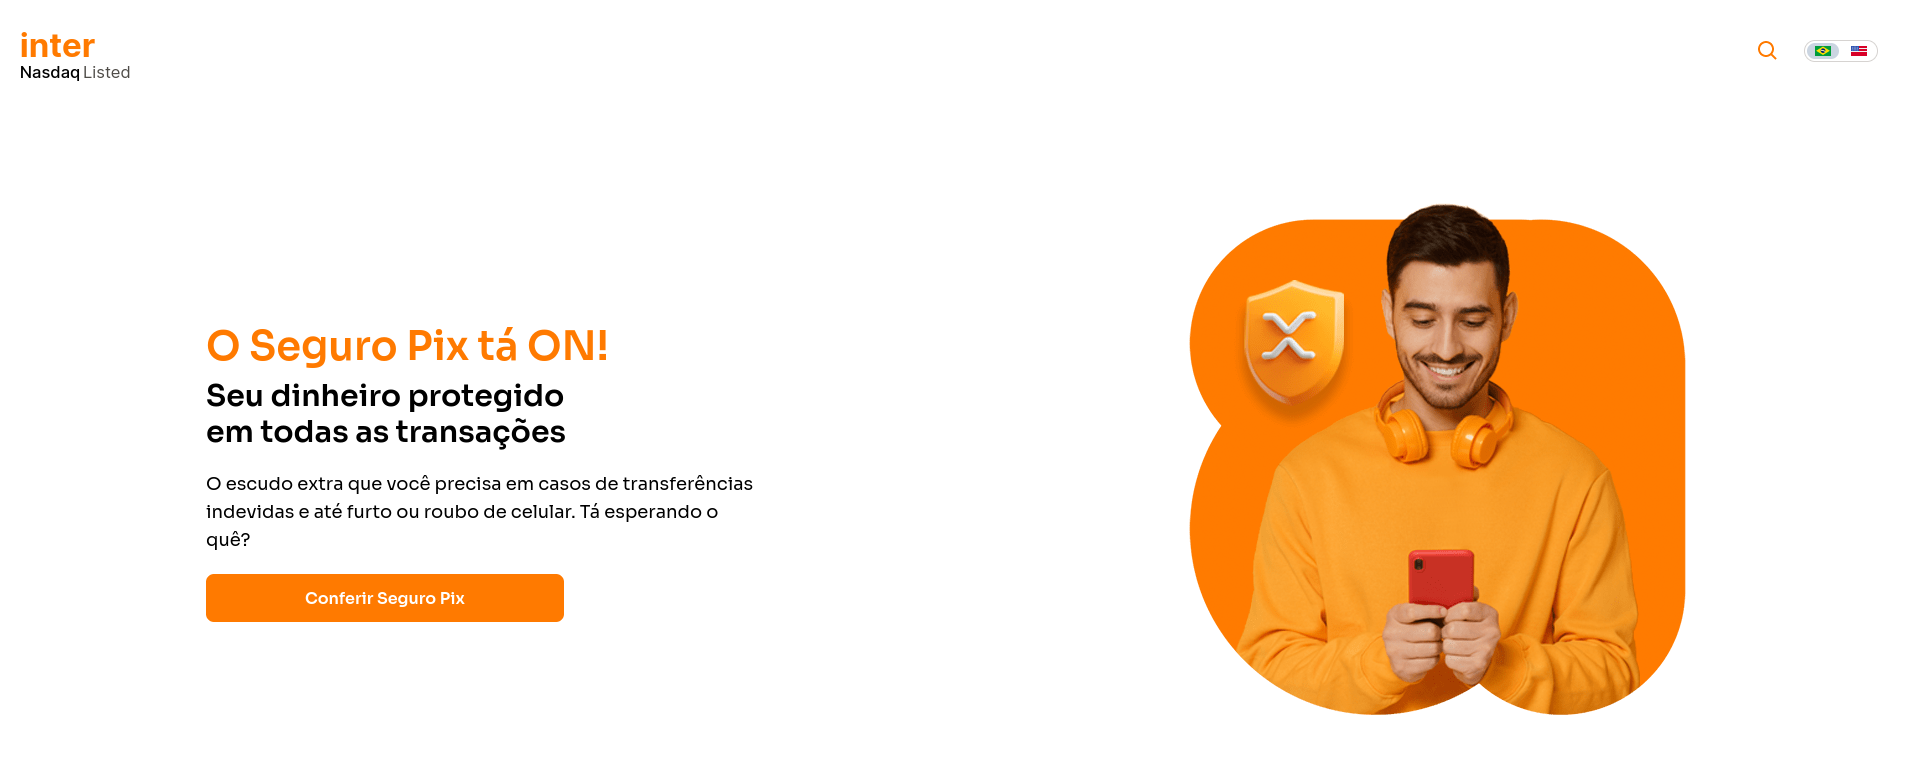 inter
Nasdaq Listed
O Seguro Pix tá ON!
Seu dinheiro protegido
em todas as transações
O escudo extra que você precisa em casos de transferências
indevidas e até furto ou roubo de celular. Tá esperando o
quê?
Conferir Seguro Pix